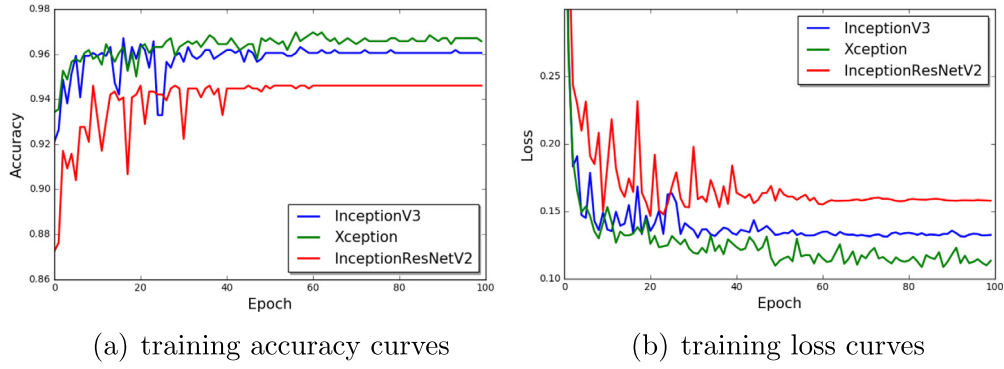 0.98
0.96
0.94
0.92
0.90
0.88
0.86
Accuracy
0 20 40 60 80 100
Epoch
InceptionV3
Xception
InceptionResNetV2
0.25
0.20
0.15
0.10
Loss
0 20 40 60 80 100
Epoch
InceptionV3
Xception
InceptionResNetV2
(a) training accuracy curves
(b) training loss curves